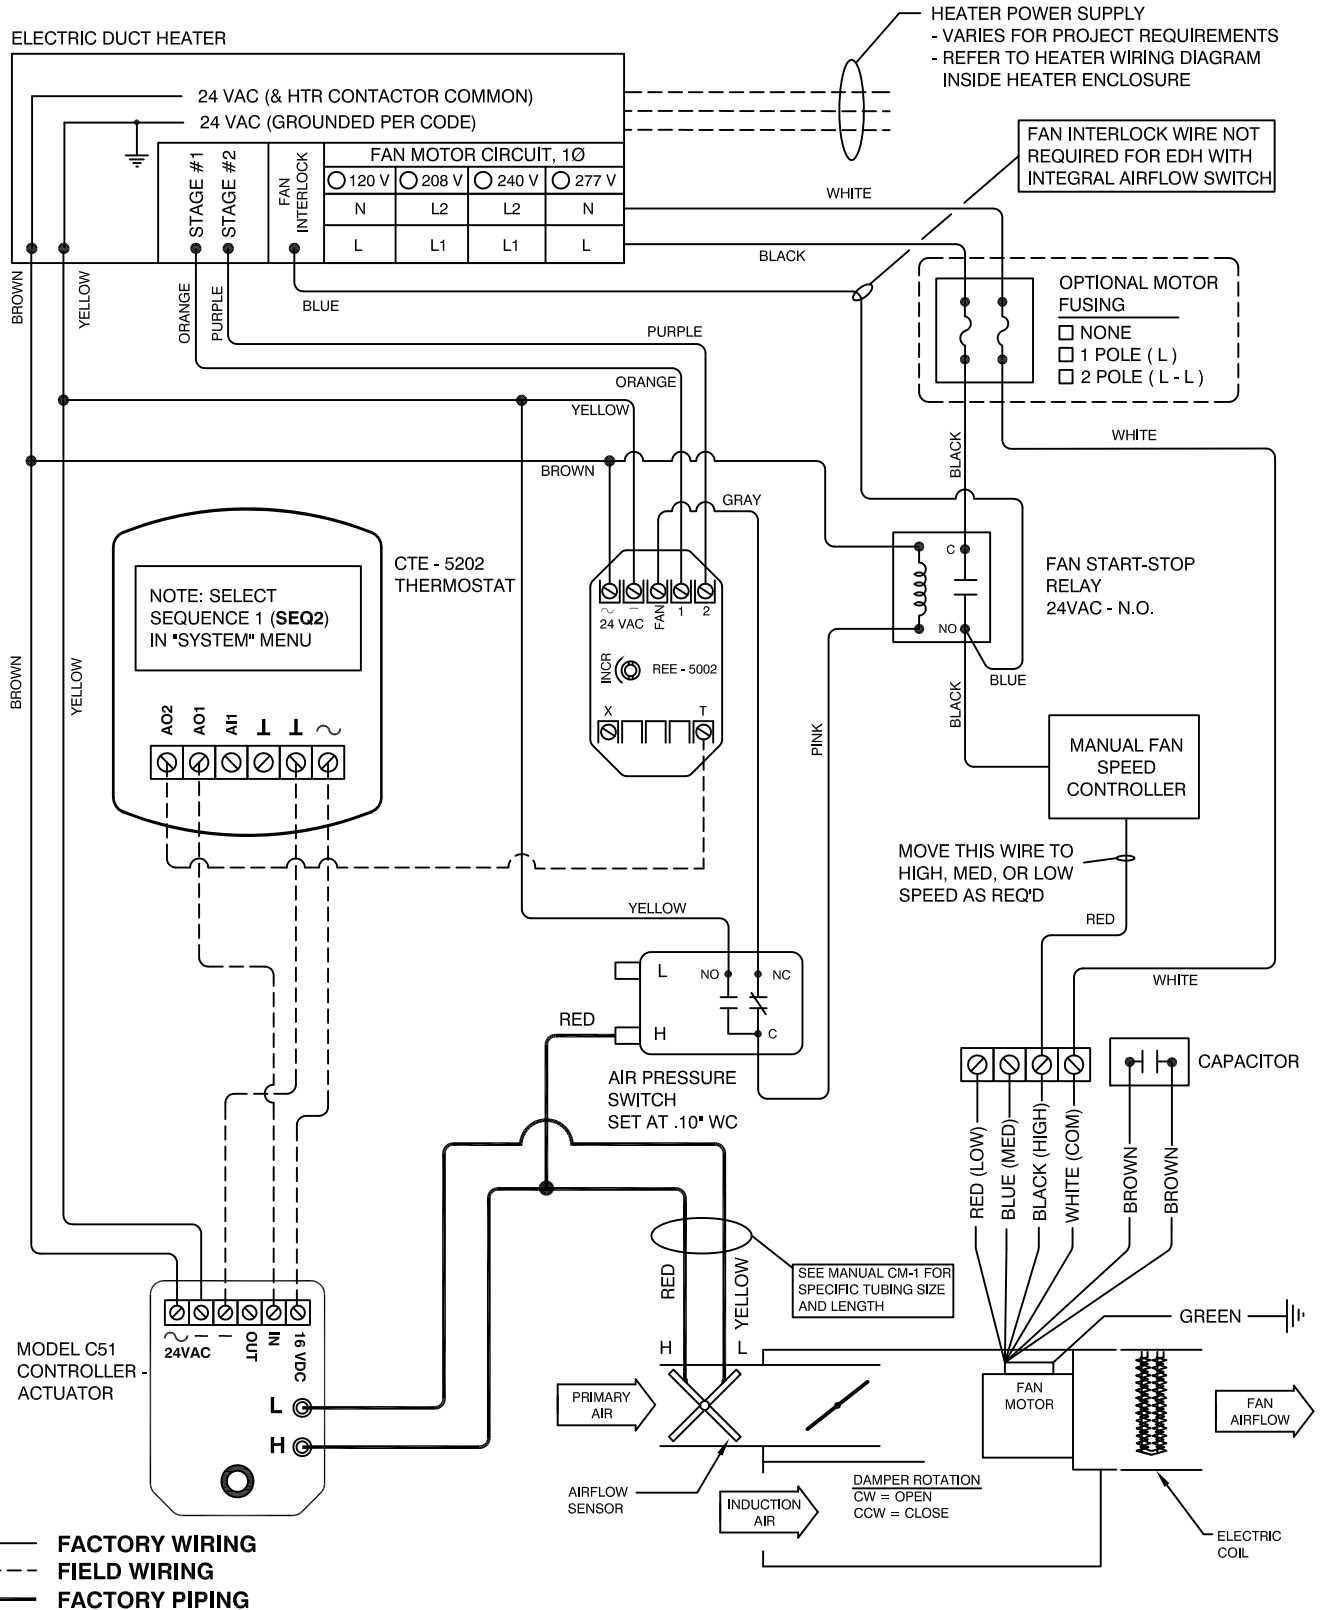 HEATER POWER SUPPLY
- VARIES FOR PROJECT REQUIREMENTS
- REFER TO HEATER WIRING DIAGRAM
INSIDE HEATER ENCLOSURE
ELECTRIC DUCT HEATER
24 VAC (& HTR CONTACTOR COMMON)
24 VAC (GROUNDED PER CODE)
STAGE #1
STAGE #2
FAN
INTERLOCK
FAN MOTOR CIRCUIT, 1Ø
120 V 208 V 240 V 277 V
N L2 L2 N
L L1 L1 L
FAN INTERLOCK WIRE NOT
REQUIRED FOR EDH WITH
INTEGRAL AIRFLOW SWITCH
WHITE
BLACK
BROWN
YELLOW
ORANGE
PURPLE
BLUE
OPTIONAL MOTOR
FUSING
NONE
1 POLE ( L )
2 POLE ( L - L )
PURPLE
ORANGE
YELLOW
BROWN
GRAY
BLACK
WHITE
CTE - 5202
THERMOSTAT
NOTE: SELECT
SEQUENCE 1 (SEQ2)
IN "SYSTEM" MENU
AO2
AO1
AI1
24 VAC
FAN
1
2
INCR
REE - 5002
X
T
C
NO
FAN START-STOP
RELAY
24VAC - N.O.
BLUE
BLACK
PINK
BROWN
YELLOW
MANUAL FAN
SPEED
CONTROLLER
MOVE THIS WIRE TO
HIGH, MED, OR LOW
SPEED AS REQ'D
RED
WHITE
YELLOW
L
H
NO
NC
C
RED
AIR PRESSURE
SWITCH
SET AT .10" WC
CAPACITOR
RED (LOW)
BLUE (MED)
BLACK (HIGH)
WHITE (COM)
BROWN
BROWN
RED
YELLOW
SEE MANUAL CM-1 FOR
SPECIFIC TUBING SIZE
AND LENGTH
GREEN
MODEL C51
CONTROLLER -
ACTUATOR
24VAC
OUT
IN
16 VDC
L
H
H
L
PRIMARY
AIR
FAN
MOTOR
FAN
AIRFLOW
AIRFLOW
SENSOR
INDUCTION
AIR
DAMPER ROTATION
CW = OPEN
CCW = CLOSE
ELECTRIC
COIL
FACTORY WIRING
FIELD WIRING
FACTORY PIPING